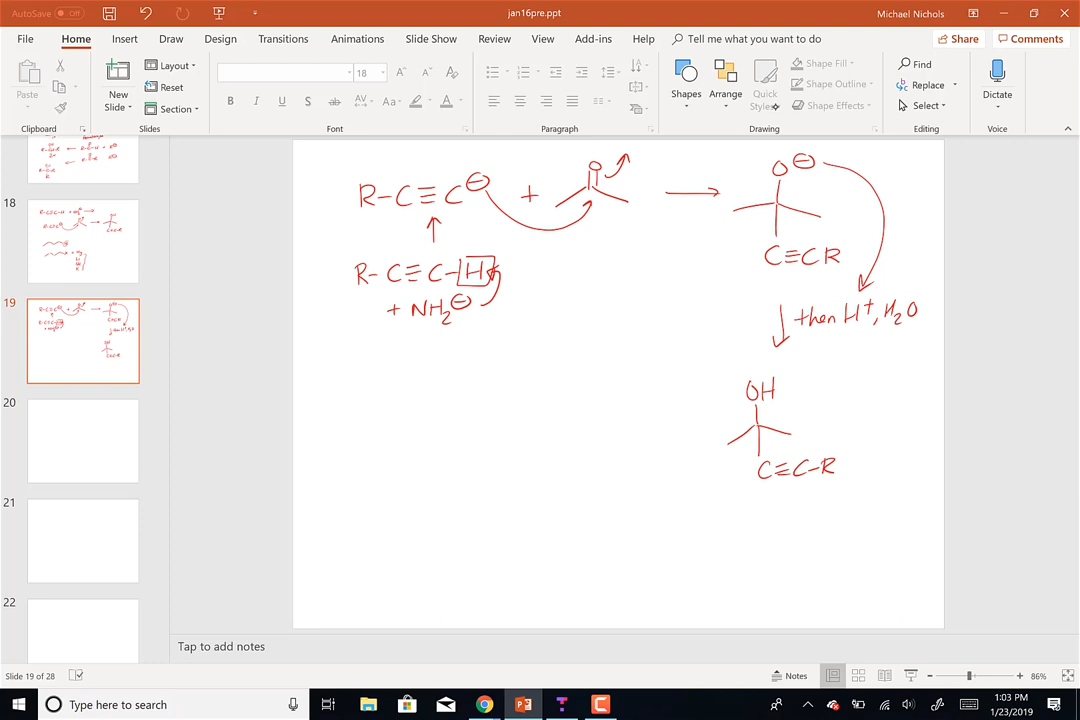 AutoSave Off
jan16pre.ppt
Michael Nichols
File Home Insert Draw Design Transitions Animations Slide Show Review View Add-ins Help Tell me what you want to do Share Comments
Paste
New Slide
Layout
Reset
Section
18
Shapes
Arrange
Quick Styles
Shape Fill
Shape Outline
Shape Effects
Find
Replace
Select
Dictate
Clipboard Slides Font Paragraph Drawing Editing Voice
18
19
20
21
22
R-C≡C⊖ + O → O⊖
C≡CR
R-C≡C-H
+ NH2⊖
then H+, H2O
OH
C≡C-R
Tap to add notes
Slide 19 of 28
Notes
86%
Type here to search
1:03 PM
1/23/2019